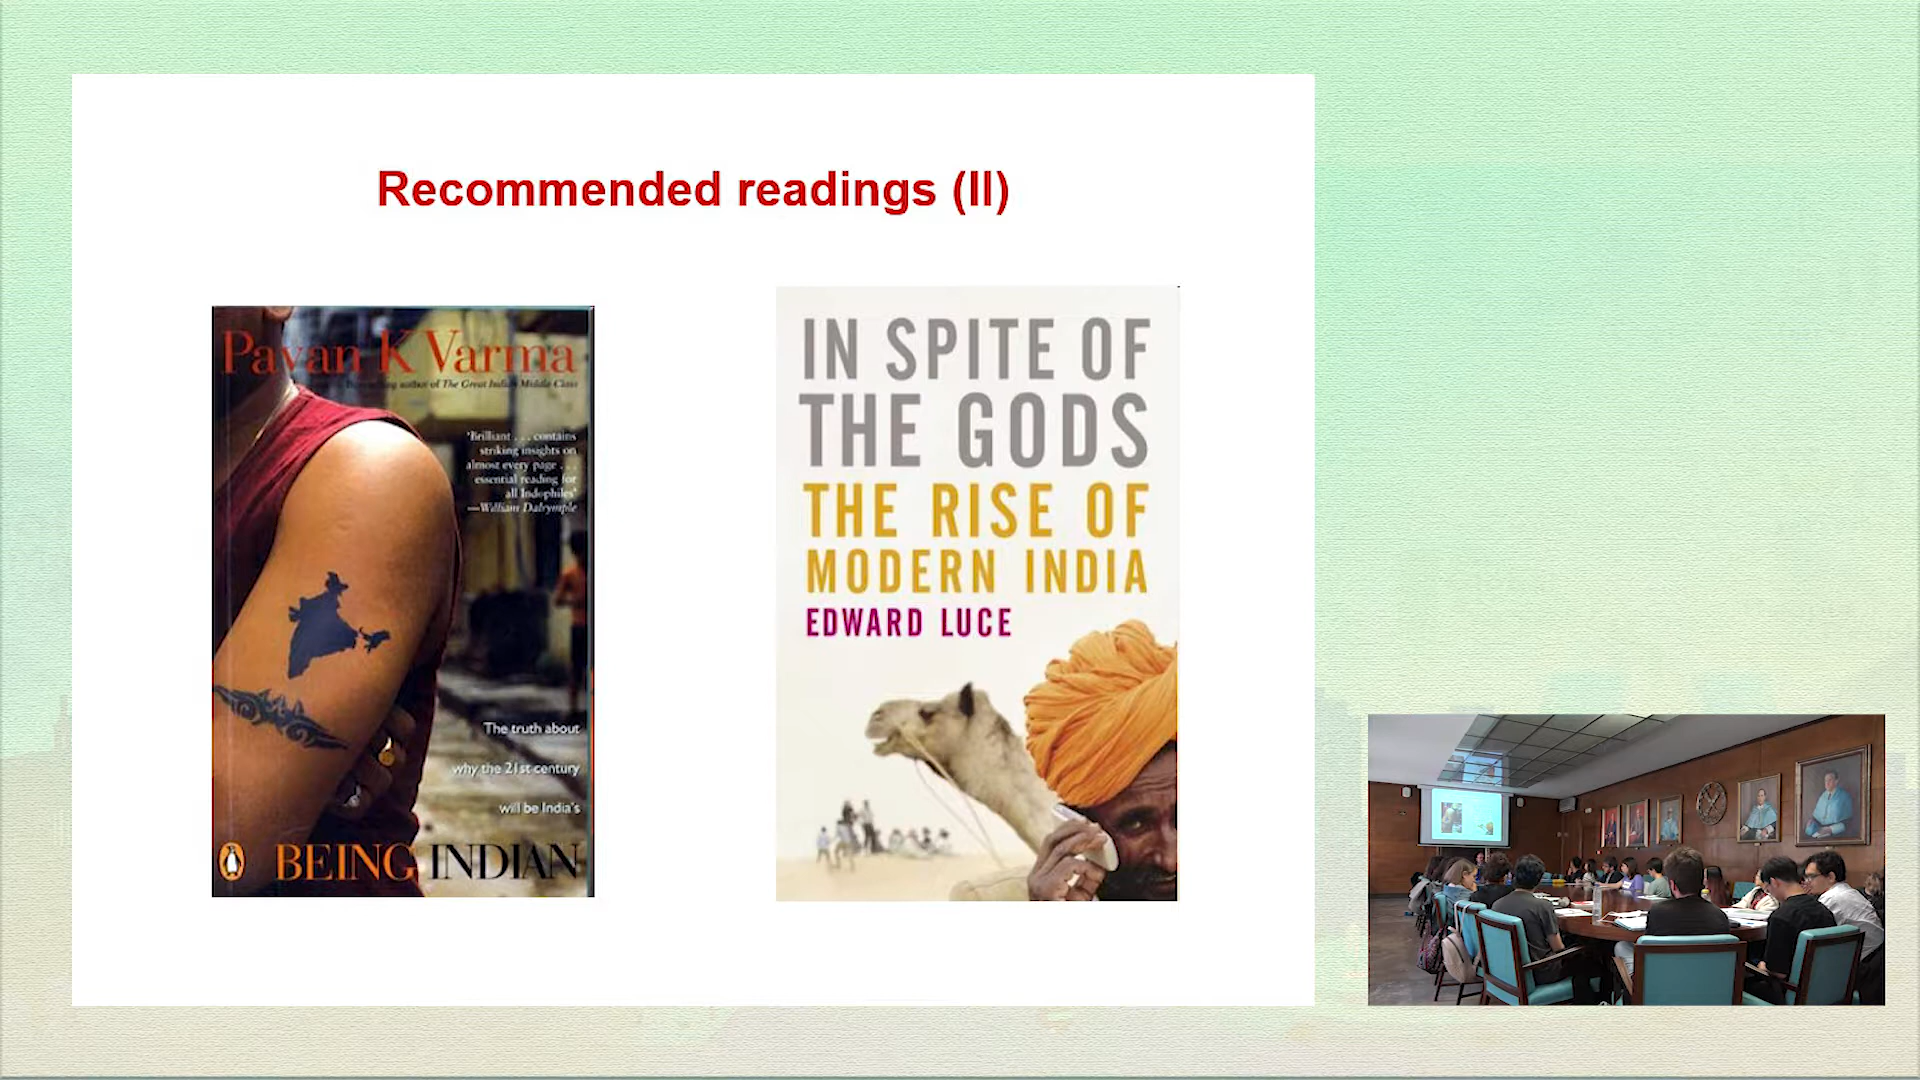 Recommended readings (II)
Pavan K Varma
author of The Great Indian Middle Class
'Brilliant . . . contains
striking insights on
almost every page . . .
essential reading for
all Indophiles'
—William Dalrymple
The truth about
why the 21st century
will be India's
BEING INDIAN
IN SPITE OF
THE GODS
THE RISE OF
MODERN INDIA
EDWARD LUCE